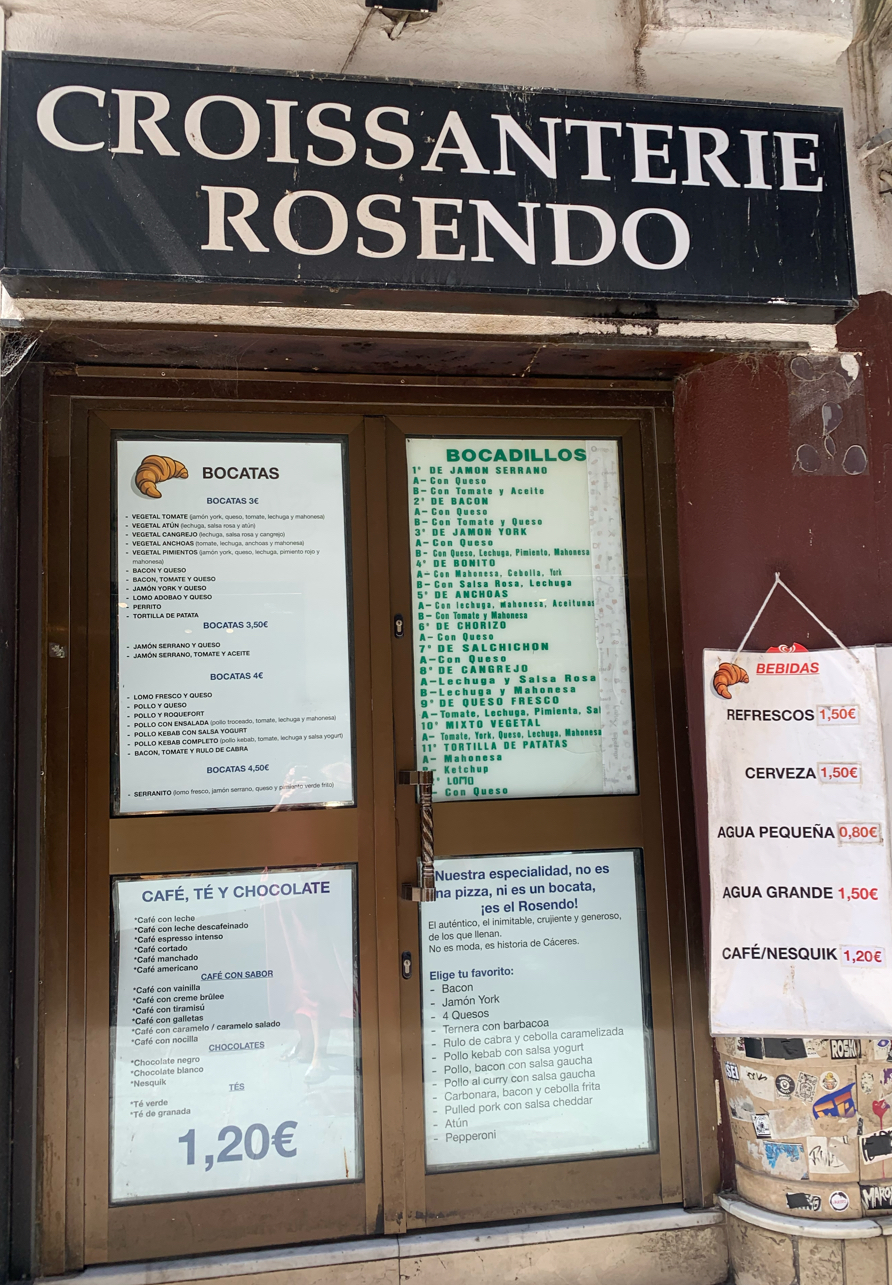 CROISSANTERIE
ROSENDO
BOCATAS
BOCATAS 3€
- VEGETAL TOMATE (jamón york, queso, tomate, lechuga y mahonesa)
- VEGETAL ATÚN (lechuga, salsa rosa y atún)
- VEGETAL CANGREJO (lechuga, salsa rosa y cangrejo)
- VEGETAL ANCHOAS (tomate, lechuga, anchoas y mahonesa)
- VEGETAL PIMIENTOS (jamón york, queso, lechuga, pimiento rojo y
mahonesa)
- BACON Y QUESO
- BACON, TOMATE Y QUESO
- JAMÓN YORK Y QUESO
- LOMO ADOBAO Y QUESO
- PERRITO
- TORTILLA DE PATATA
BOCATAS 3,50€
- JAMÓN SERRANO Y QUESO
- JAMÓN SERRANO, TOMATE Y ACEITE
BOCATAS 4€
- LOMO FRESCO Y QUESO
- POLLO Y QUESO
- POLLO Y ROQUEFORT
- POLLO CON ENSALADA (pollo troceado, tomate, lechuga y mahonesa)
- POLLO KEBAB CON SALSA YOGURT
- POLLO KEBAB COMPLETO (pollo kebab, tomate, lechuga y salsa yogurt)
- BACON, TOMATE Y RULO DE CABRA
BOCATAS 4,50€
- SERRANITO (lomo fresco, jamón serrano, queso y pimiento verde frito)
BOCADILLOS
1º DE JAMON SERRANO
A- Con Queso
B- Con Tomate y Aceite
2º DE BACON
A- Con Queso
B- Con Tomate y Queso
3º DE JAMON YORK
A- Con Queso
B- Con Queso, Lechuga, Pimiento, Mahonesa
4º DE BONITO
A- Con Mahonesa, Cebolla, York
B- Con Salsa Rosa, Lechuga
5º DE ANCHOAS
A- Con lechuga, mahonesa, Aceitunas
B- Con Tomate y Mahonesa
6º DE CHORIZO
A- Con Queso
7º DE SALCHICHON
A- Con Queso
8º DE CANGREJO
A- Lechuga y Salsa Rosa
B- Lechuga y Mahonesa
9º DE QUESO FRESCO
A- Tomate, Lechuga, Pimienta, Sal
10º MIXTO VEGETAL
A- Tomate, York, Queso, Lechuga, Mahonesa
11º TORTILLA DE PATATAS
A- Mahonesa
- Ketchup
º LOMO
- Con Queso
CAFÉ, TÉ Y CHOCOLATE
*Café con leche
*Café con leche descafeinado
*Café espresso intenso
*Café cortado
*Café manchado
*Café americano
CAFÉ CON SABOR
*Café con vainilla
*Café con creme brûlee
*Café con tiramisú
*Café con galletas
*Café con caramelo / caramelo salado
*Café con nocilla
CHOCOLATES
*Chocolate negro
*Chocolate blanco
*Nesquik
TÉS
*Té verde
*Té de granada
1,20€
Nuestra especialidad, no es
na pizza, ni es un bocata,
¡es el Rosendo!
El auténtico, el inimitable, crujiente y generoso,
de los que llenan.
No es moda, es historia de Cáceres.
Elige tu favorito:
- Bacon
- Jamón York
- 4 Quesos
- Ternera con barbacoa
- Rulo de cabra y cebolla caramelizada
- Pollo kebab con salsa yogurt
- Pollo, bacon con salsa gaucha
- Pollo al curry con salsa gaucha
- Carbonara, bacon y cebolla frita
- Pulled pork con salsa cheddar
- Atún
- Pepperoni
BEBIDAS
REFRESCOS 1,50€
CERVEZA 1,50€
AGUA PEQUEÑA 0,80€
AGUA GRANDE 1,50€
CAFÉ/NESQUIK 1,20€